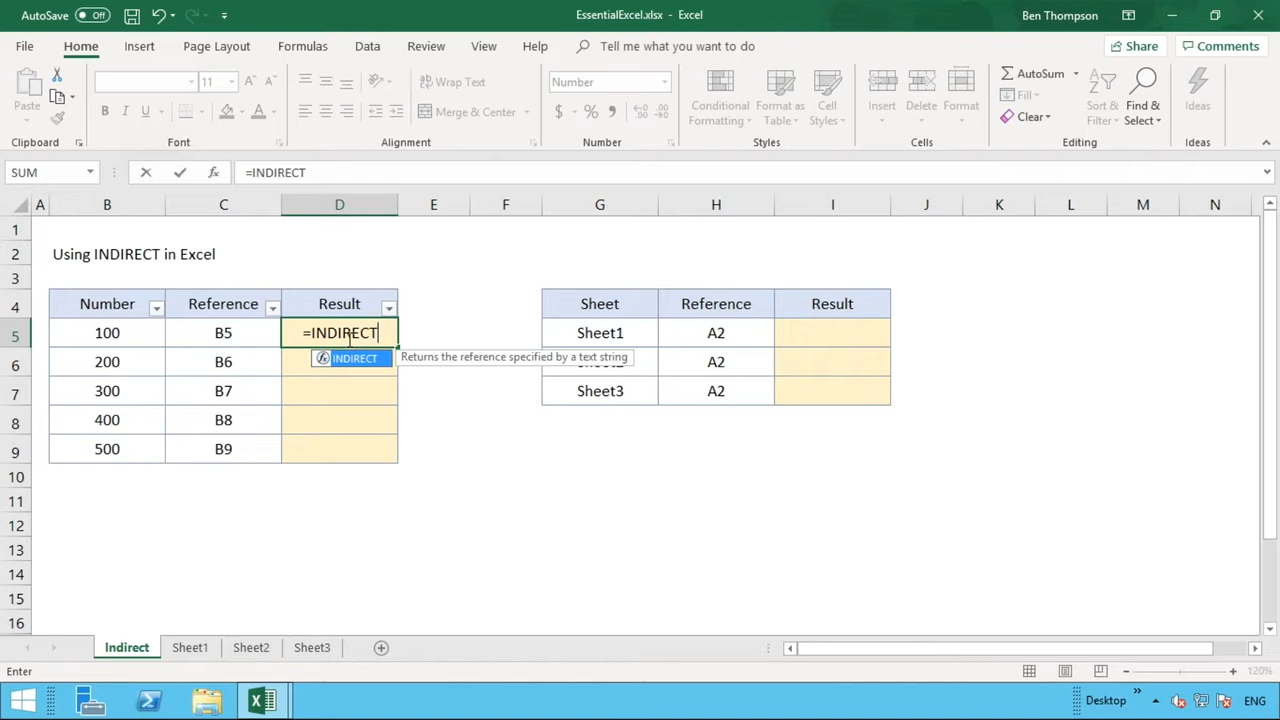 AutoSave Off EssentialExcel.xlsx - Excel Ben Thompson
File Home Insert Page Layout Formulas Data Review View Help Tell me what you want to do Share Comments
Paste 11 A A Wrap Text Number Conditional Format as Cell Insert Delete Format AutoSum Sort & Find & Ideas
B I U A Merge & Center $ % , Formatting Table Styles Fill Filter Select
Clear
Clipboard Font Alignment Number Styles Cells Editing Ideas
SUM fx =INDIRECT
A B C D E F G H I J K L M N
1
2 Using INDIRECT in Excel
3
4 Number Reference Result Sheet Reference Result
5 100 B5 =INDIRECT Sheet1 A2
INDIRECT Returns the reference specified by a text string
6 200 B6 A2
7 300 B7 Sheet3 A2
8 400 B8
9 500 B9
10
11
12
13
14
15
16
Indirect Sheet1 Sheet2 Sheet3
Enter 120%
Desktop ENG